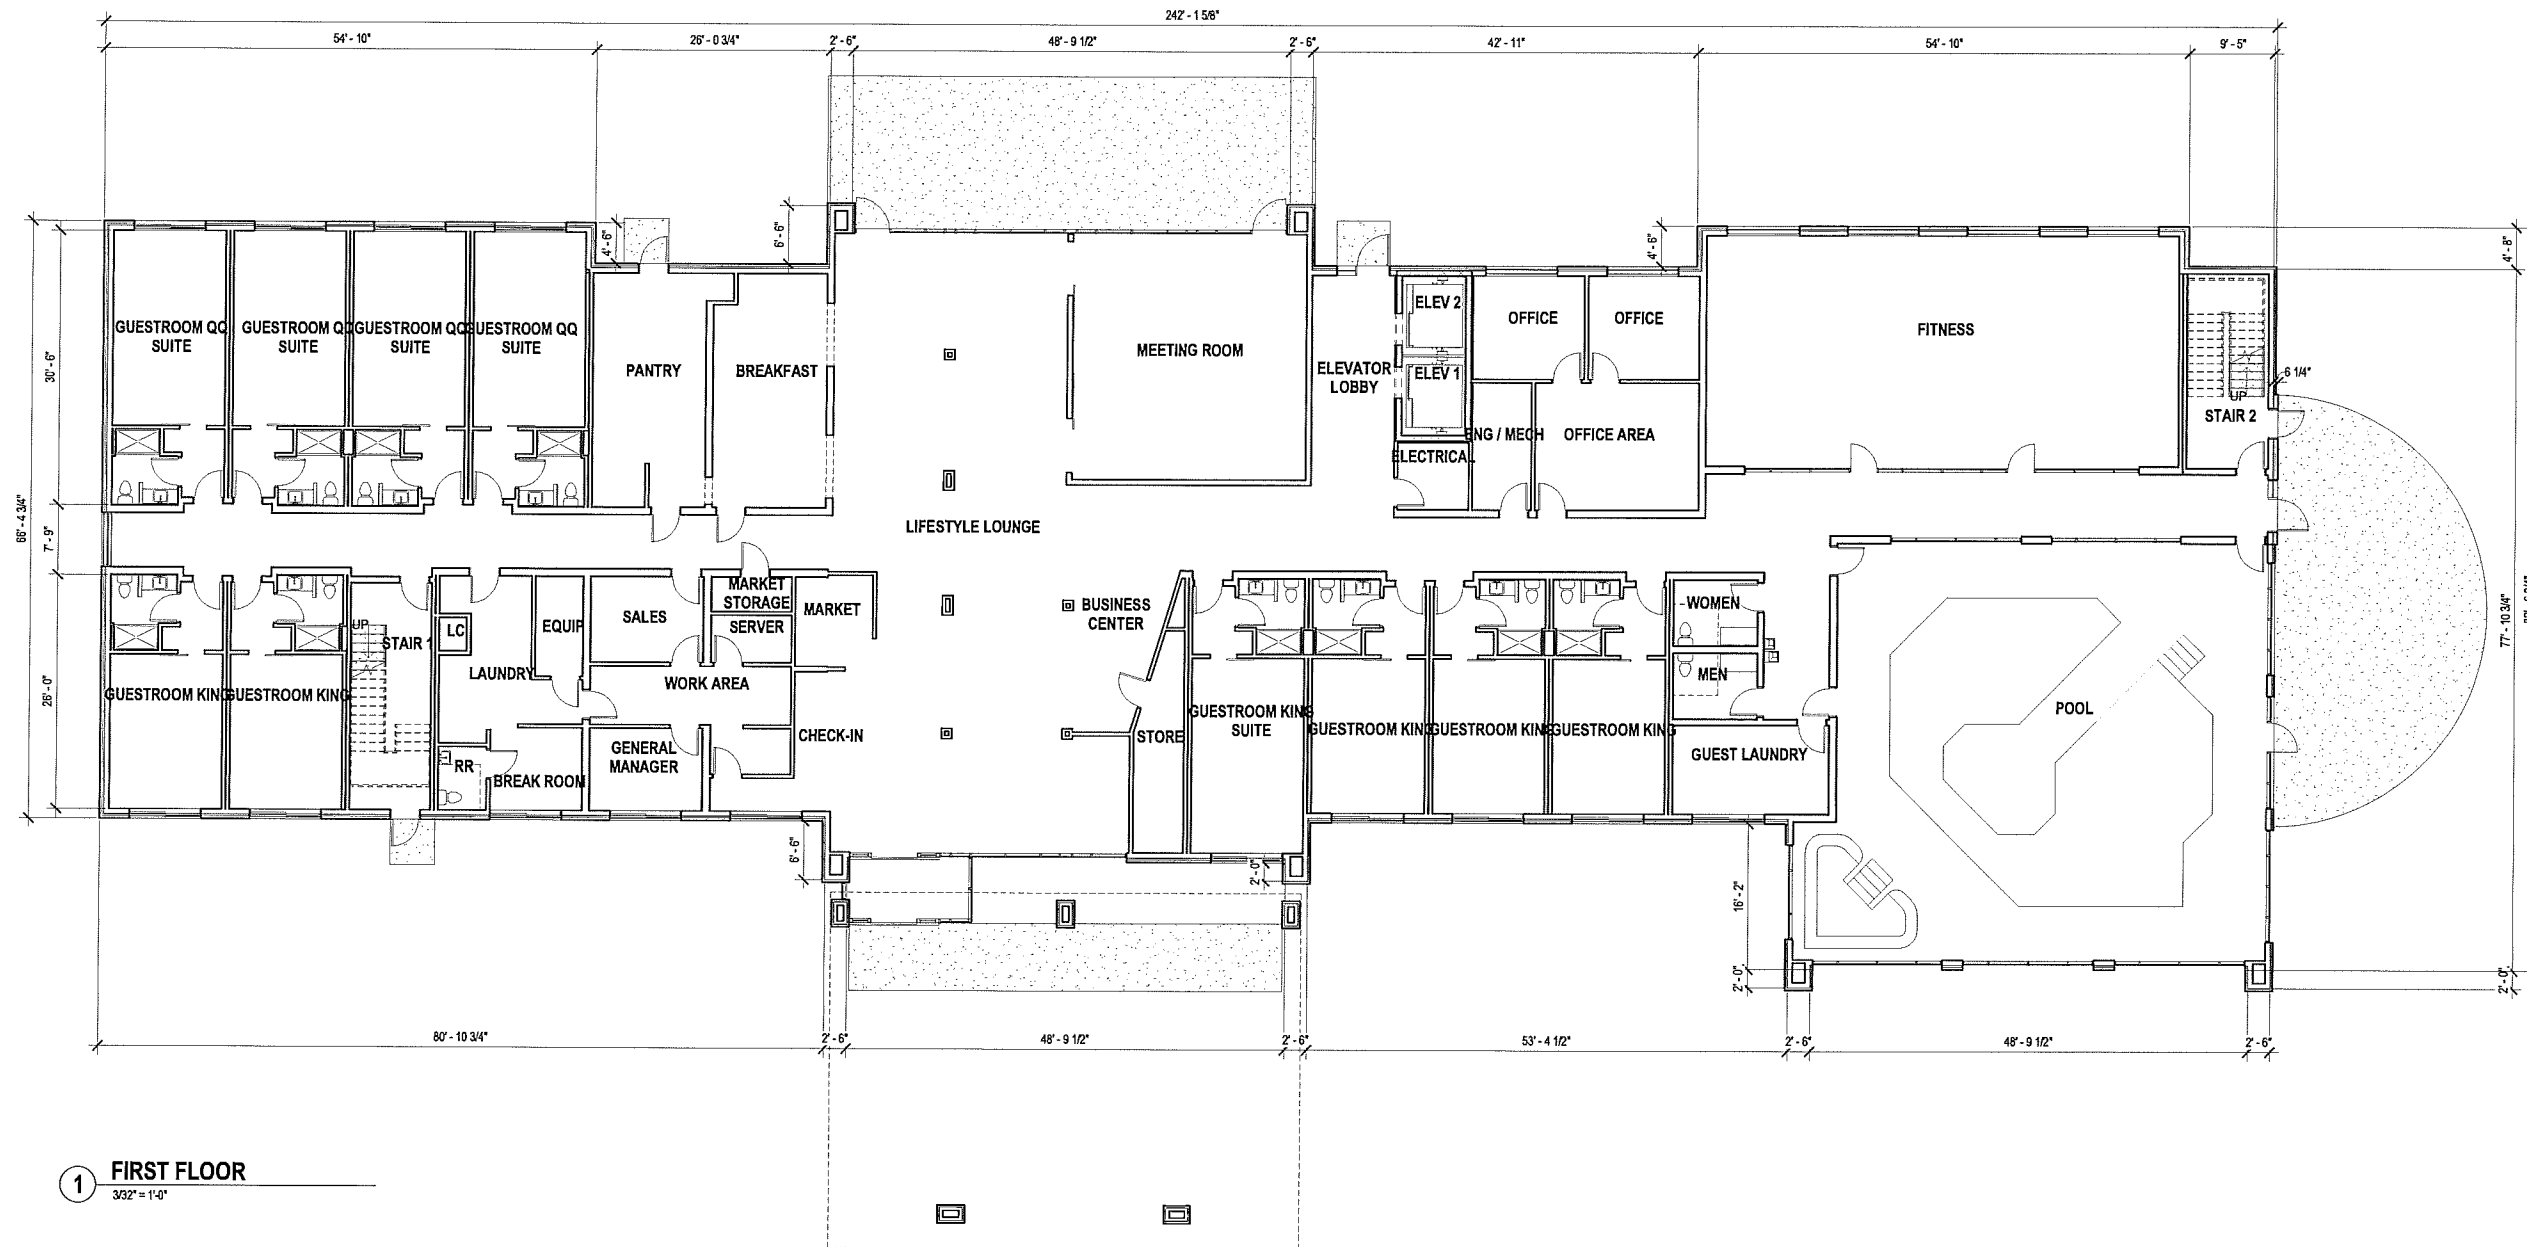 242' - 1 5/8"
54' - 10"
26' - 0 3/4"
2' - 6"
48' - 9 1/2"
2' - 6"
42' - 11"
54' - 10"
9' - 5"
4' - 6"
6' - 6"
4' - 6"
4' - 8"
66' - 4 3/4"
30' - 6"
7' - 9"
26' - 0"
GUESTROOM QQ
SUITE
GUESTROOM QQ
SUITE
GUESTROOM QQ
SUITE
GUESTROOM QQ
SUITE
PANTRY
BREAKFAST
MEETING ROOM
ELEVATOR
LOBBY
ELEV 2
ELEV 1
ELECTRICAL
OFFICE
OFFICE
ENG / MECH
OFFICE AREA
FITNESS
6 1/4"
UP
STAIR 2
LIFESTYLE LOUNGE
GUESTROOM KING
GUESTROOM KING
UP
STAIR 1
LC
LAUNDRY
EQUIP
SALES
MARKET
STORAGE
SERVER
MARKET
WORK AREA
RR
BREAK ROOM
GENERAL
MANAGER
CHECK-IN
BUSINESS
CENTER
STORE
GUESTROOM KING
SUITE
GUESTROOM KING
GUESTROOM KING
GUESTROOM KING
WOMEN
MEN
GUEST LAUNDRY
POOL
77' - 10 3/4"
6' - 6"
2' - 0"
16' - 2"
2' - 0"
2' - 0"
80' - 10 3/4"
2' - 6"
48' - 9 1/2"
2' - 6"
53' - 4 1/2"
2' - 6"
48' - 9 1/2"
2' - 6"
1
FIRST FLOOR
3/32" = 1'-0"